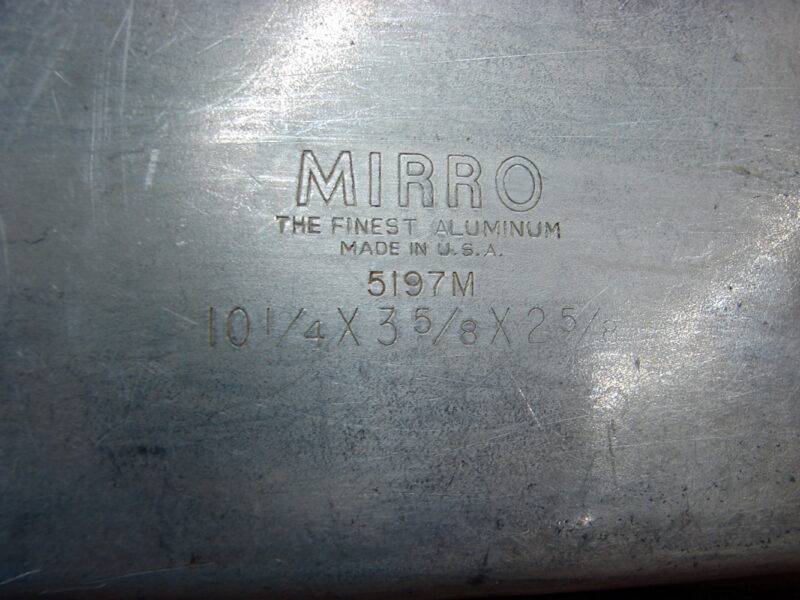 MIRRO
THE FINEST ALUMINUM
MADE IN U.S.A.
5197M
10 1/4 X 3 5/8 X 2 5/8